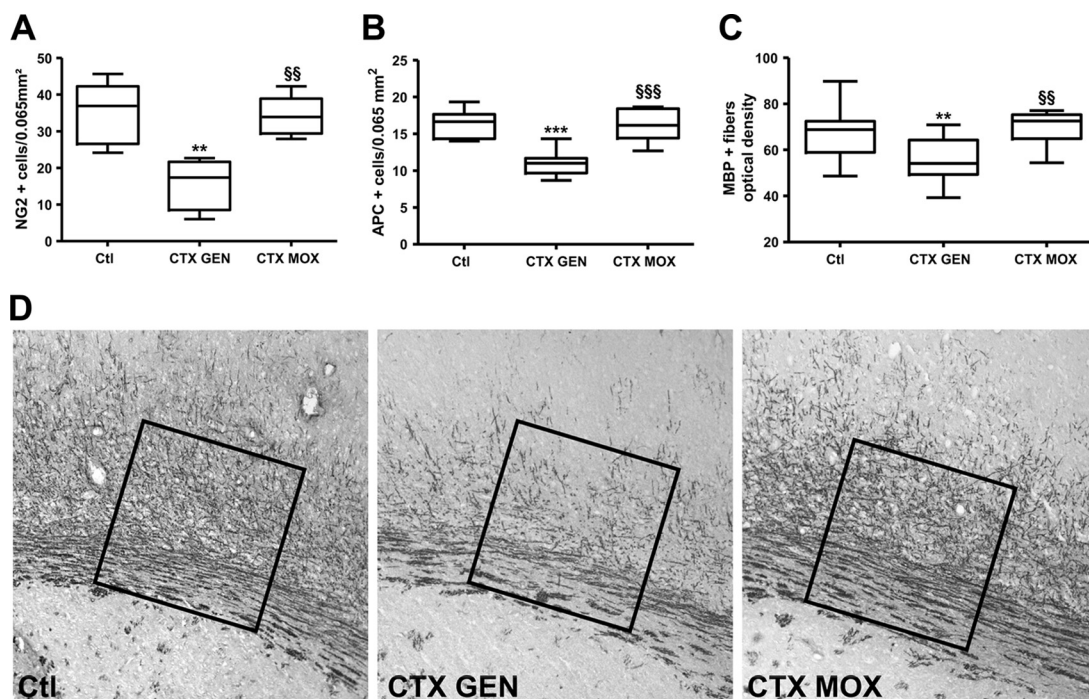 A
NG2 + cells/0.065mm²
50
40
30
20
10
0
**
§§
Ctl
CTX GEN
CTX MOX
B
APC + cells/0.065 mm²
25
20
15
10
5
0
***
§§§
Ctl
CTX GEN
CTX MOX
C
MBP + fibers
optical density
100
80
60
40
20
**
§§
Ctl
CTX GEN
CTX MOX
D
Ctl
CTX GEN
CTX MOX